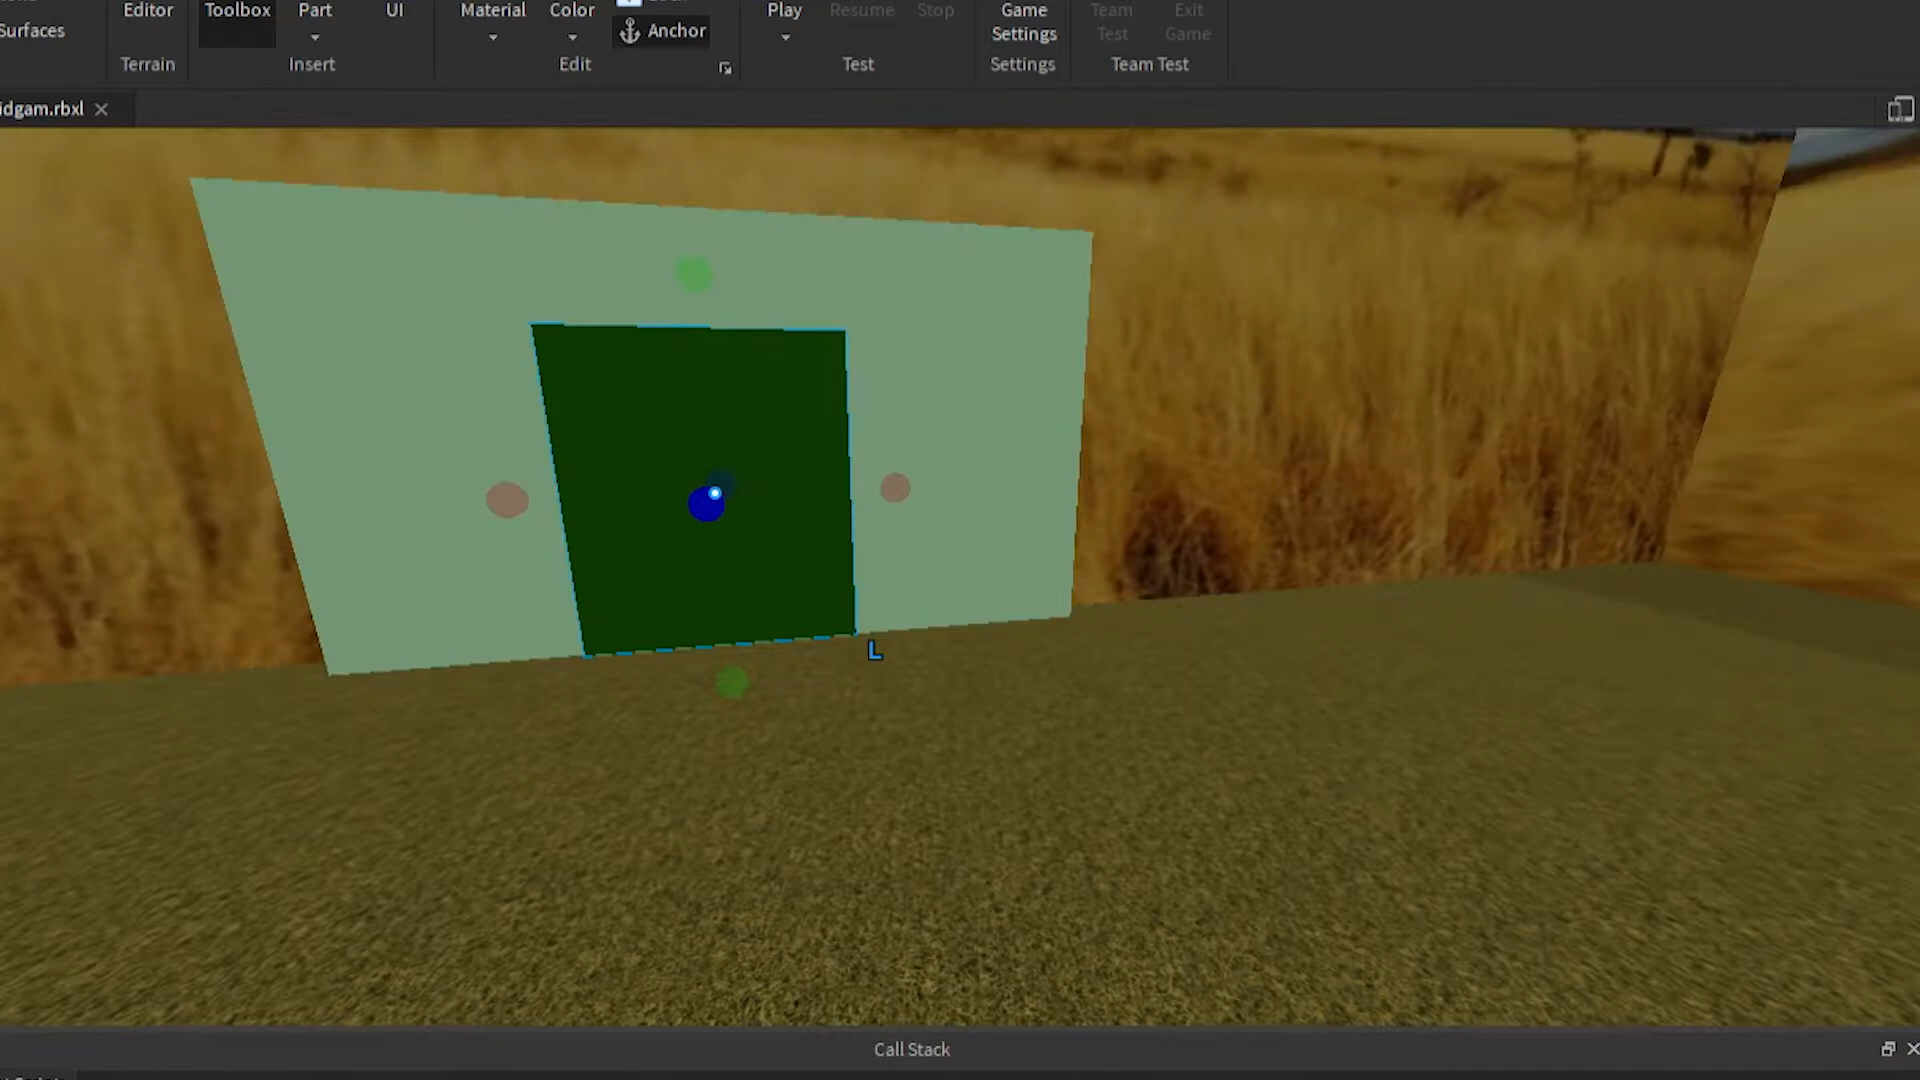 Editor
Toolbox
Part
UI
Material
Color
Play
Resume
Stop
Game
Settings
Team
Test
Exit
Game
Surfaces
Anchor
Terrain
Insert
Edit
Test
Settings
Team Test
idgam.rbxl
L
Call Stack